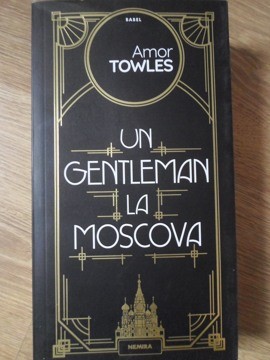 BABEL
Amor
TOWLES
UN
GENTLEMAN
LA
MOSCOVA
NEMIRA